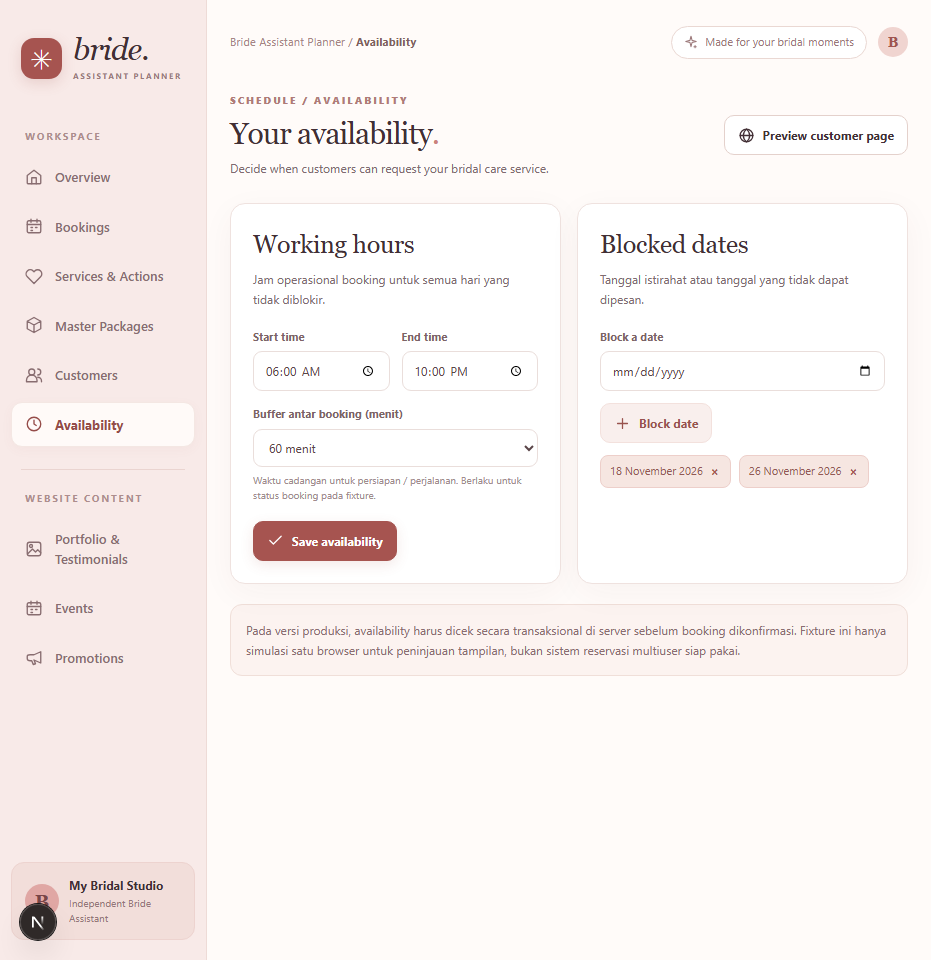 bride.
ASSISTANT PLANNER
WORKSPACE
Overview
Bookings
Services & Actions
Master Packages
Customers
Availability
WEBSITE CONTENT
Portfolio &
Testimonials
Events
Promotions
B
My Bridal Studio
Independent Bride
Assistant
N
Bride Assistant Planner / Availability
Made for your bridal moments
B
SCHEDULE / AVAILABILITY
Your availability.
Decide when customers can request your bridal care service.
Preview customer page
Working hours
Jam operasional booking untuk semua hari yang
tidak diblokir.
Start time
End time
06:00 AM
10:00 PM
Buffer antar booking (menit)
60 menit
Waktu cadangan untuk persiapan / perjalanan. Berlaku untuk
status booking pada fixture.
Save availability
Blocked dates
Tanggal istirahat atau tanggal yang tidak dapat
dipesan.
Block a date
mm/dd/yyyy
Block date
18 November 2026 ×
26 November 2026 ×
Pada versi produksi, availability harus dicek secara transaksional di server sebelum booking dikonfirmasi. Fixture ini hanya
simulasi satu browser untuk peninjauan tampilan, bukan sistem reservasi multiuser siap pakai.